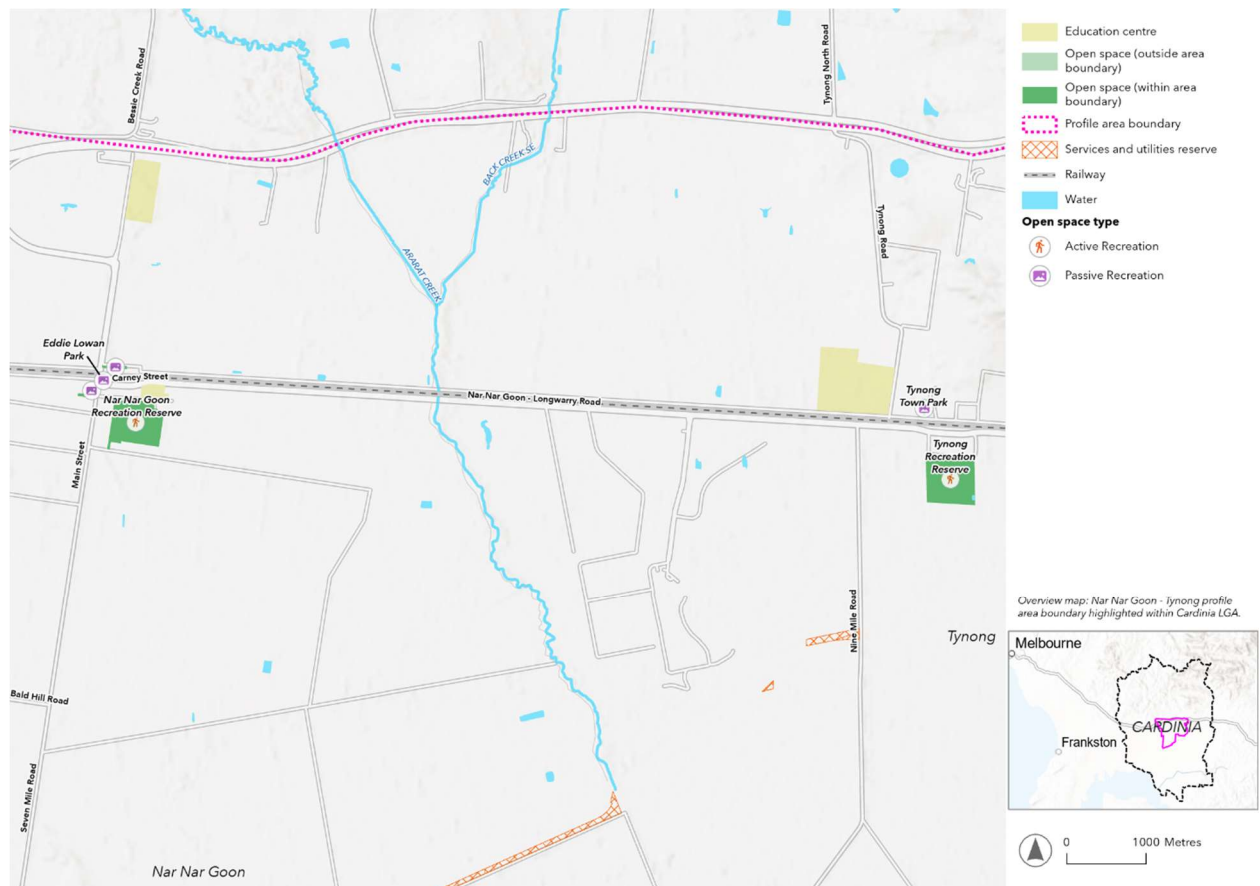 Bessie Creek Road
Tynong North Road
BACK CREEK SE
ARARAT CREEK
Tynong Road
Eddie Lowan
Park
Carney Street
Nar Nar Goon
Recreation Reserve
Nar Nar Goon - Longwarry Road
Tynong
Town Park
Tynong
Recreation
Reserve
Main Street
Nine Mile Road
Tynong
Bald Hill Road
Seven Mile Road
Nar Nar Goon
Education centre
Open space (outside area
boundary)
Open space (within area
boundary)
Profile area boundary
Services and utilities reserve
Railway
Water
Open space type
Active Recreation
Passive Recreation
Overview map: Nar Nar Goon - Tynong profile
area boundary highlighted within Cardinia LGA.
Melbourne
CARDINIA
Frankston
0 1000 Metres